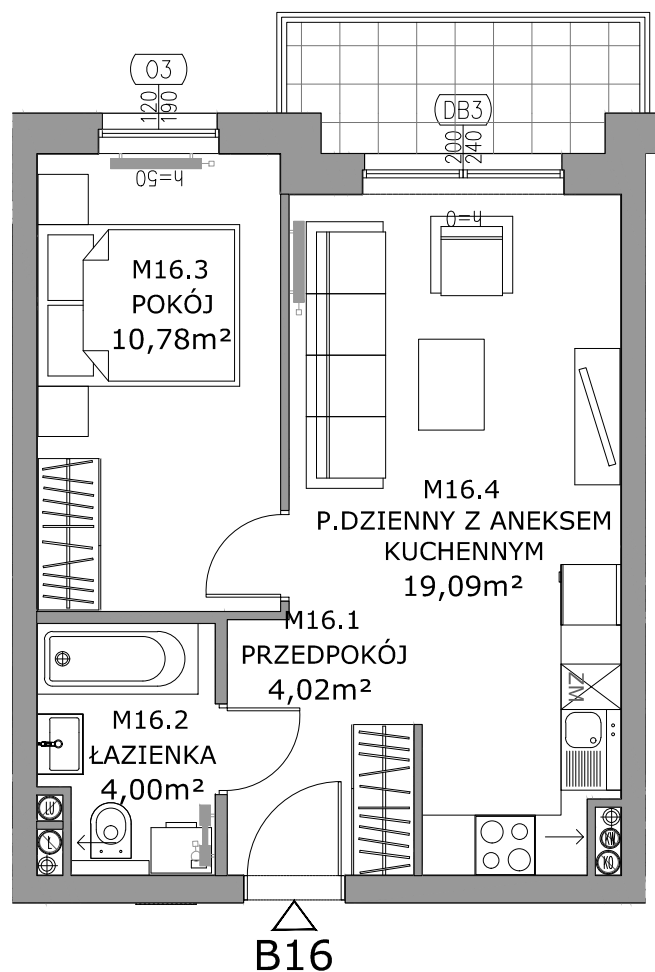 O3
120
190
DB3
200
240
h=50
h=0
M16.3
POKÓJ
10,78m²
M16.4
P.DZIENNY Z ANEKSEM
KUCHENNYM
19,09m²
M16.1
PRZEDPOKÓJ
4,02m²
ZM
M16.2
ŁAZIENKA
4,00m²
KW
KO
B16